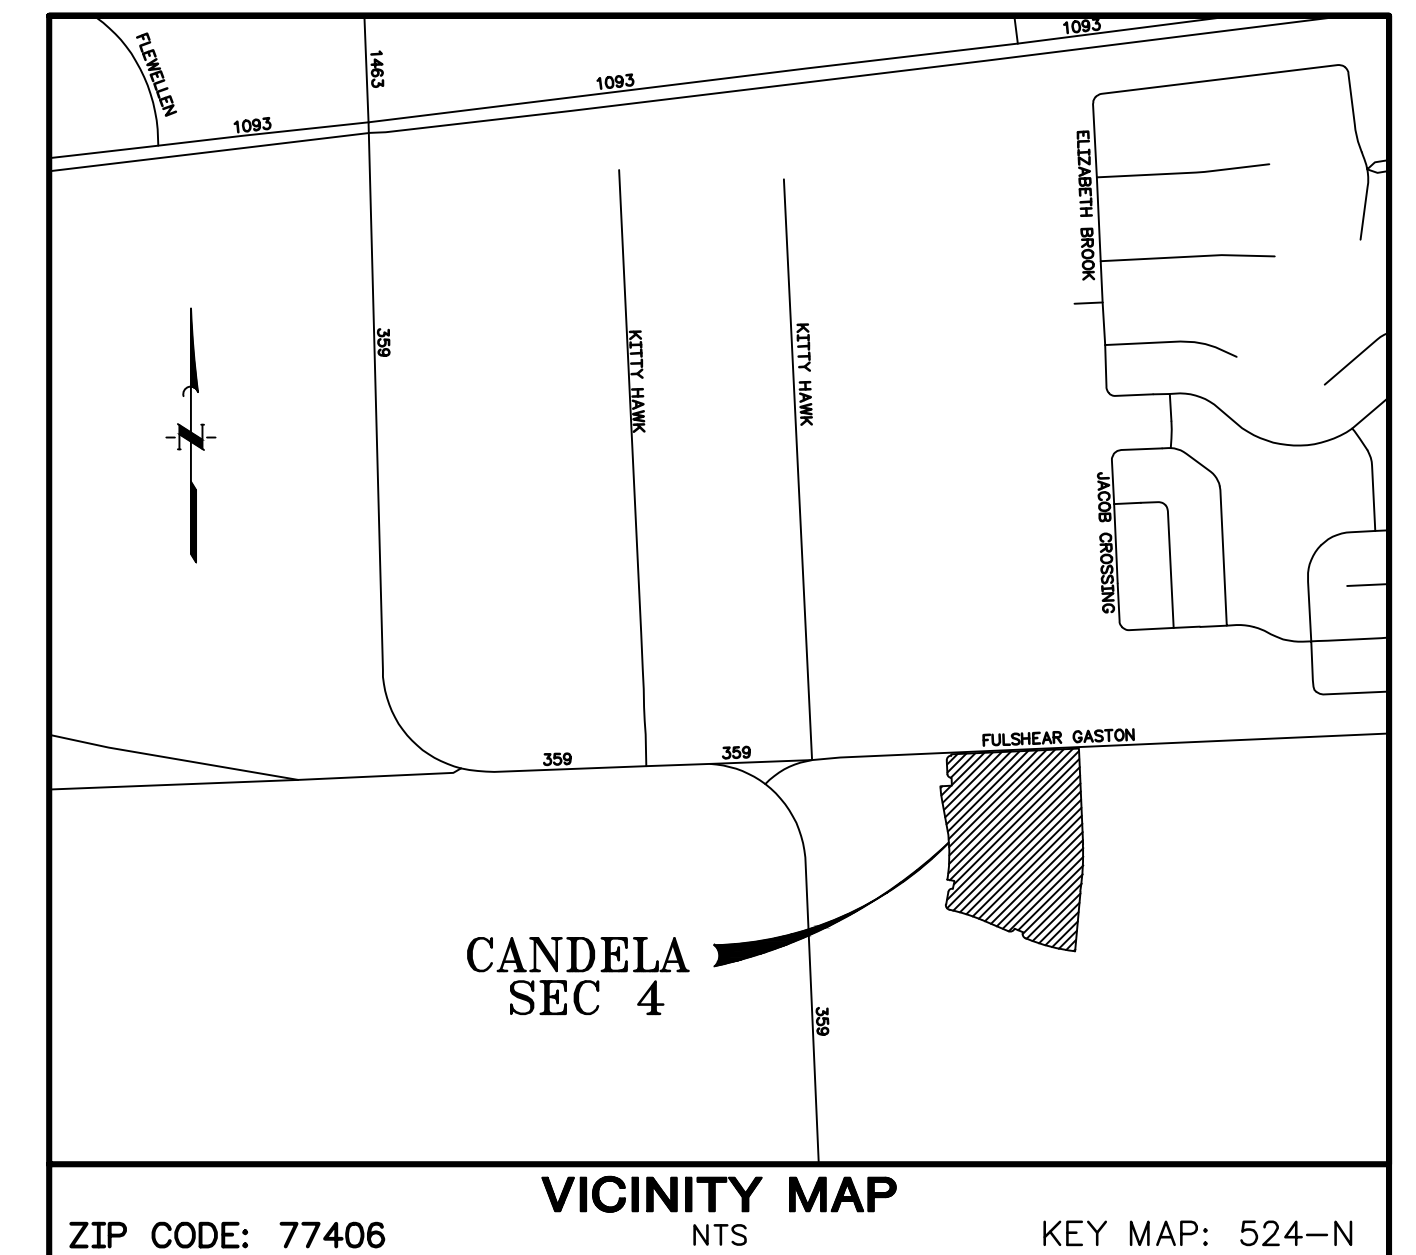 1093
FLEWELLEN
1463
1093
1093
ELIZABETH BROOK
359
KITTY HAWK
KITTY HAWK
N
JACOB CROSSING
FULSHEAR GASTON
359
359
CANDELA
SEC 4
359
VICINITY MAP
ZIP CODE: 77406
NTS
KEY MAP: 524-N